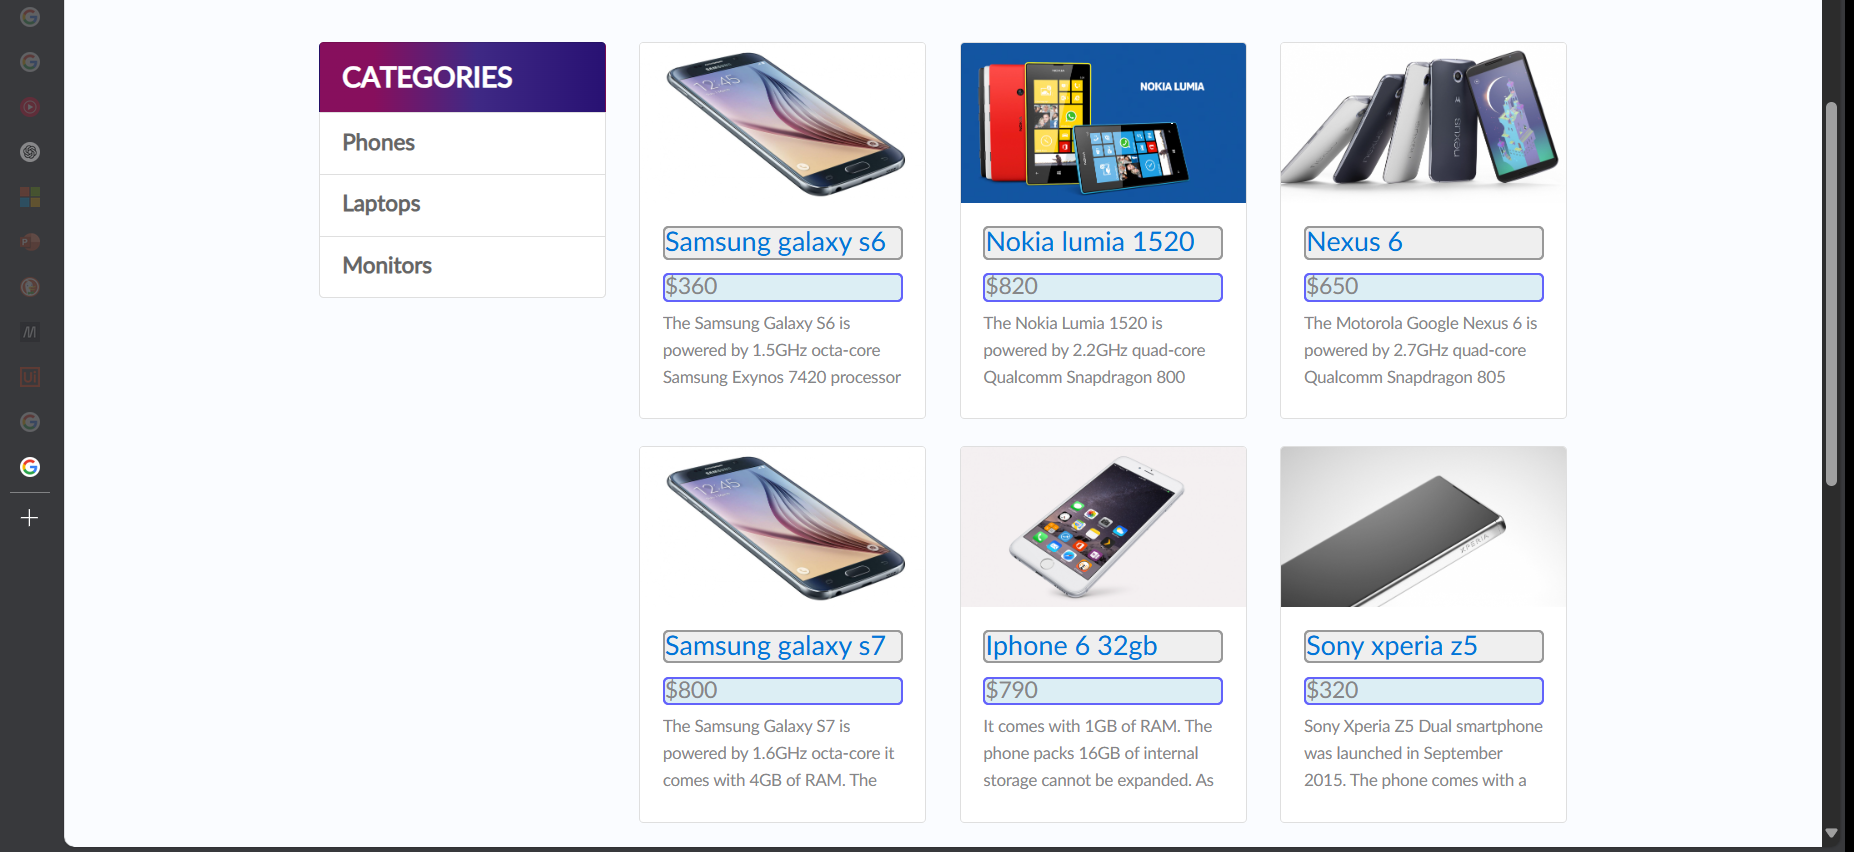 CATEGORIES
Phones
Laptops
Monitors
12:45
NOKIA LUMIA
nexus
Samsung galaxy s6
Nokia lumia 1520
Nexus 6
$360
$820
$650
The Samsung Galaxy S6 is
powered by 1.5GHz octa-core
Samsung Exynos 7420 processor
The Nokia Lumia 1520 is
powered by 2.2GHz quad-core
Qualcomm Snapdragon 800
The Motorola Google Nexus 6 is
powered by 2.7GHz quad-core
Qualcomm Snapdragon 805
12:45
XPERIA
Samsung galaxy s7
Iphone 6 32gb
Sony xperia z5
$800
$790
$320
The Samsung Galaxy S7 is
powered by 1.6GHz octa-core it
comes with 4GB of RAM. The
It comes with 1GB of RAM. The
phone packs 16GB of internal
storage cannot be expanded. As
Sony Xperia Z5 Dual smartphone
was launched in September
2015. The phone comes with a